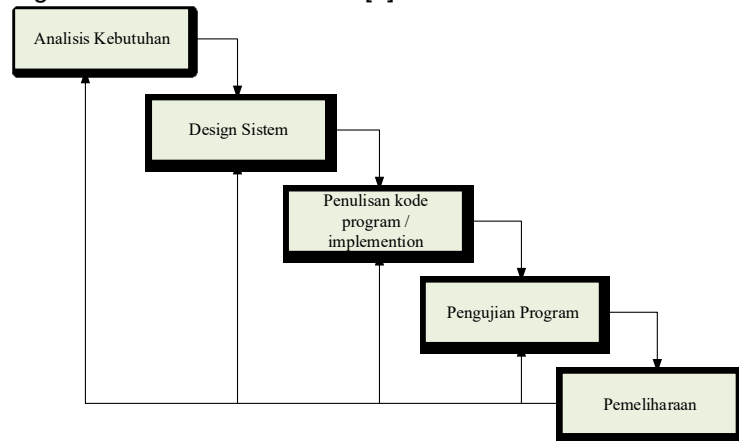 Analisis Kebutuhan
Design Sistem
Penulisan kode
program /
implemention
Pengujian Program
Pemeliharaan